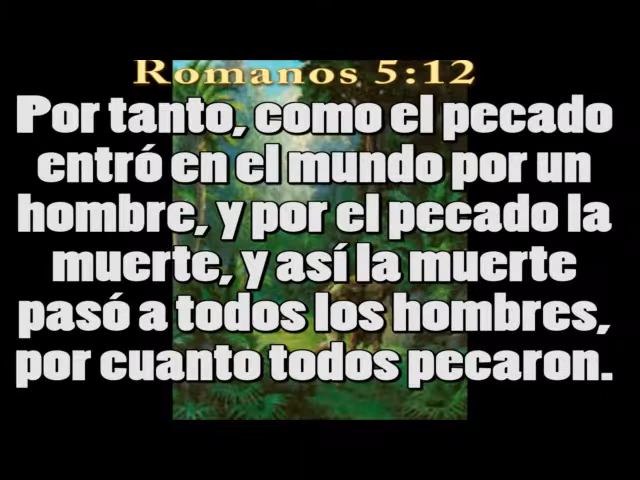 Romanos 5:12
Por tanto, como el pecado
entró en el mundo por un
hombre, y por el pecado la
muerte, y así la muerte
pasó a todos los hombres,
por cuanto todos pecaron.